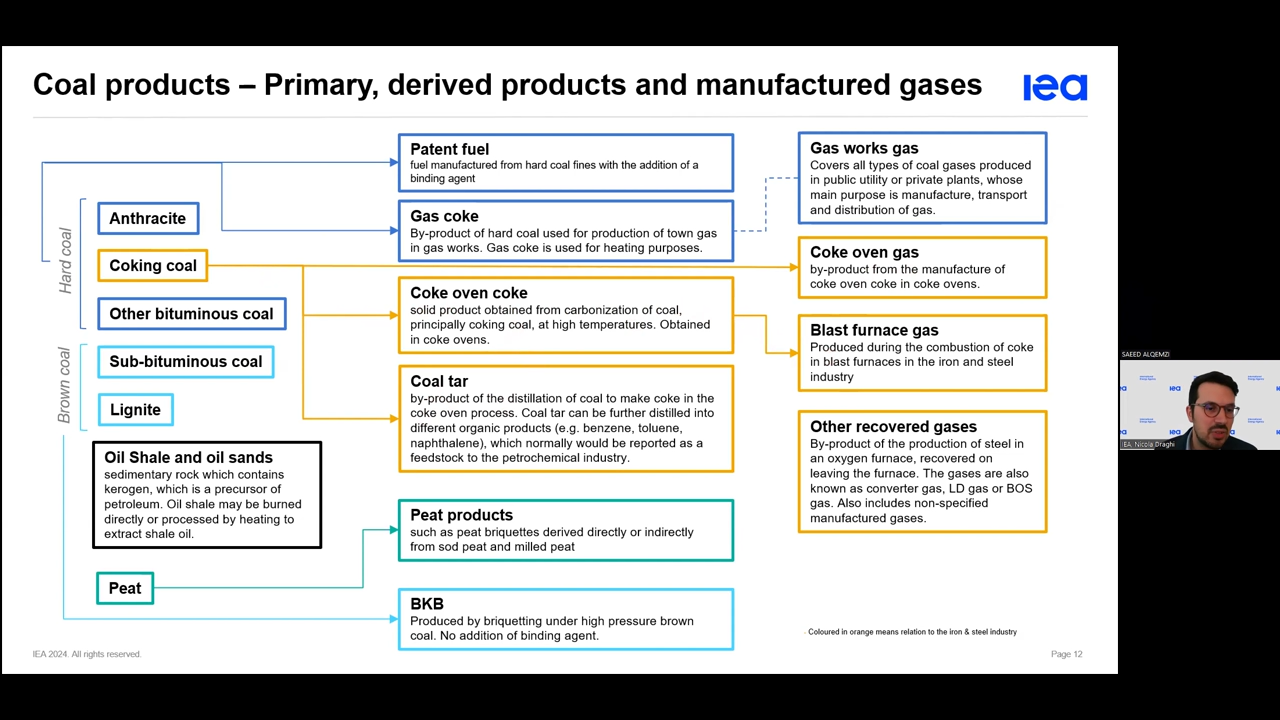 Coal products – Primary, derived products and manufactured gases
iea
Hard coal
Anthracite
Coking coal
Other bituminous coal
Brown coal
Sub-bituminous coal
Lignite
Oil Shale and oil sands
sedimentary rock which contains
kerogen, which is a precursor of
petroleum. Oil shale may be burned
directly or processed by heating to
extract shale oil.
Peat
Patent fuel
fuel manufactured from hard coal fines with the addition of a
binding agent
Gas coke
By-product of hard coal used for production of town gas
in gas works. Gas coke is used for heating purposes.
Coke oven coke
solid product obtained from carbonization of coal,
principally coking coal, at high temperatures. Obtained
in coke ovens.
Coal tar
by-product of the distillation of coal to make coke in the
coke oven process. Coal tar can be further distilled into
different organic products (e.g. benzene, toluene,
naphthalene), which normally would be reported as a
feedstock to the petrochemical industry.
Peat products
such as peat briquettes derived directly or indirectly
from sod peat and milled peat
BKB
Produced by briquetting under high pressure brown
coal. No addition of binding agent.
Gas works gas
Covers all types of coal gases produced
in public utility or private plants, whose
main purpose is manufacture, transport
and distribution of gas.
Coke oven gas
by-product from the manufacture of
coke oven coke in coke ovens.
Blast furnace gas
Produced during the combustion of coke
in blast furnaces in the iron and steel
industry
Other recovered gases
By-product of the production of steel in
an oxygen furnace, recovered on
leaving the furnace. The gases are also
known as converter gas, LD gas or BOS
gas. Also includes non-specified
manufactured gases.
Coloured in orange means relation to the iron & steel industry
IEA 2024. All rights reserved.
Page 12
SAEED ALQEMZI
iea
iea
iea
IEA, Nicola Draghi